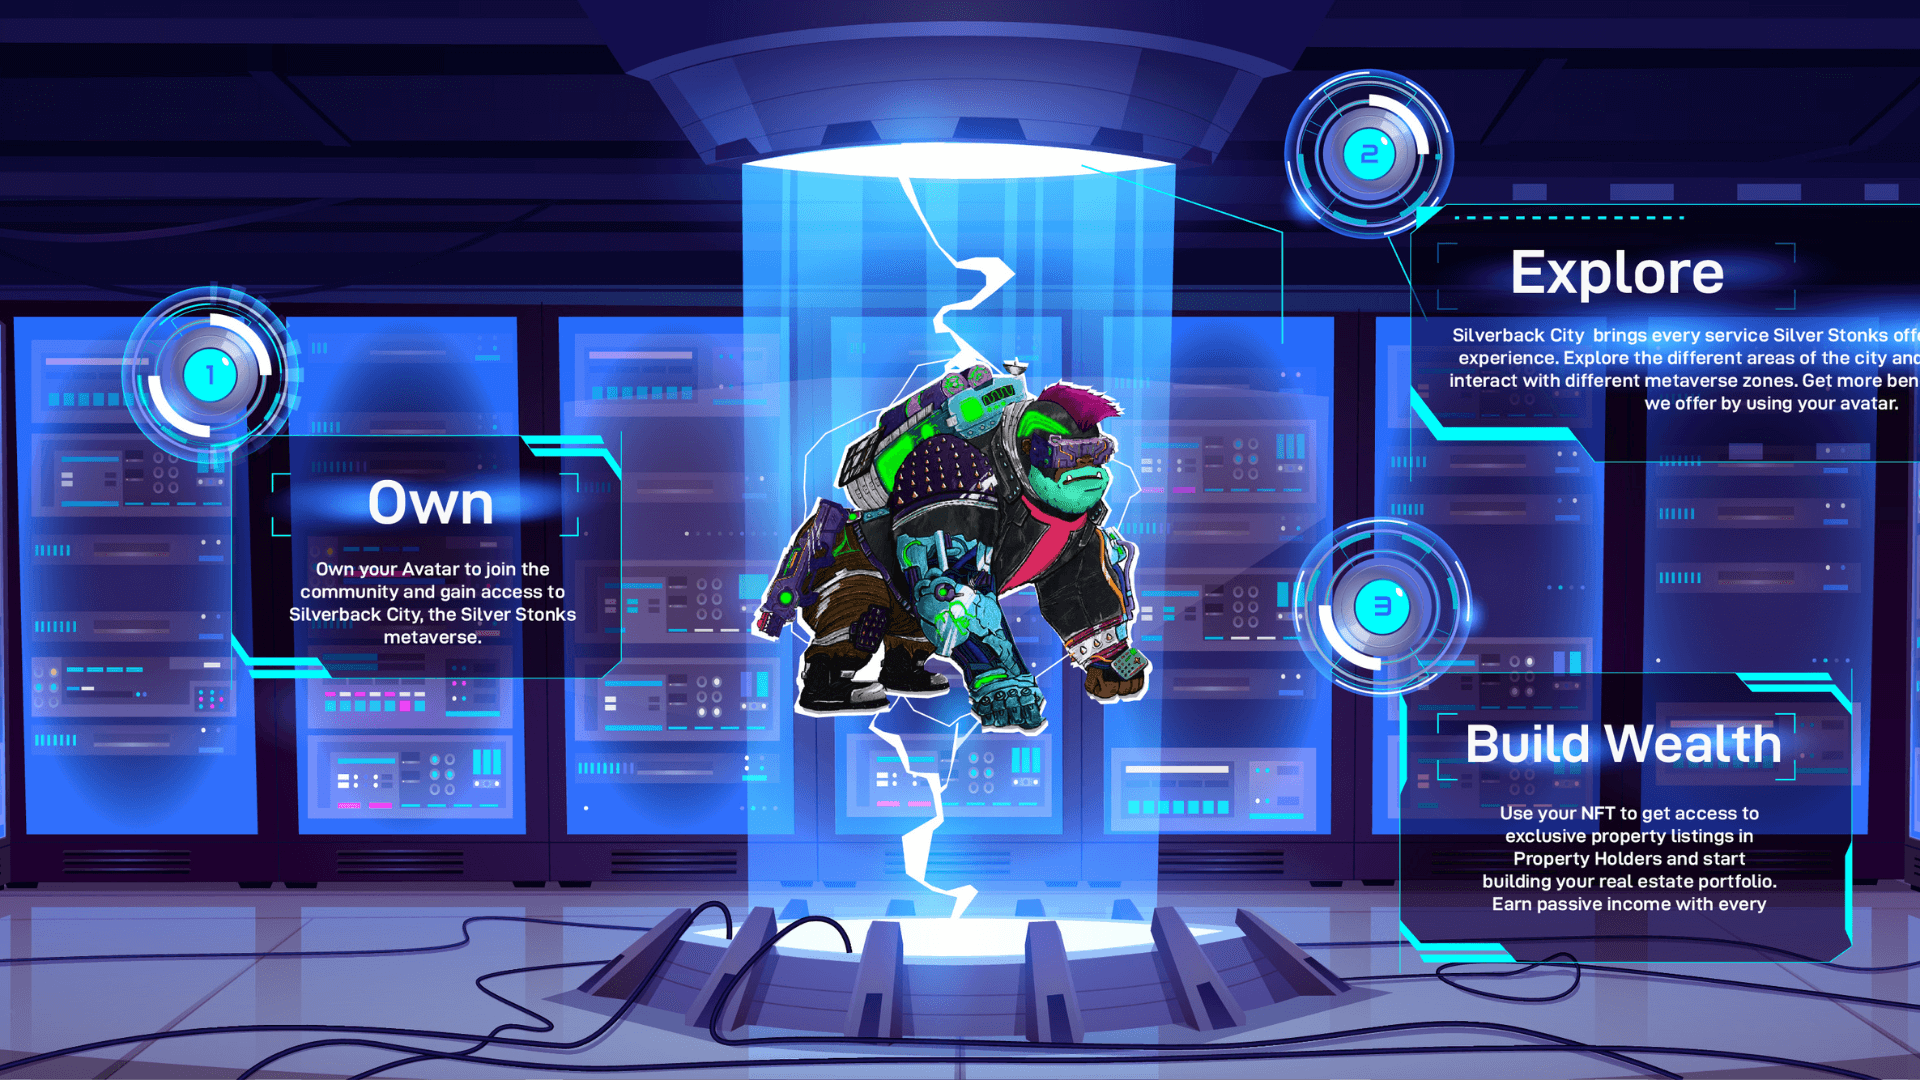 1
Own
Own your Avatar to join the
community and gain access to
Silverback City, the Silver Stonks
metaverse.
2
Explore
Silverback City brings every service Silver Stonks
experience. Explore the different areas of the city and
interact with different metaverse zones. Get more
we offer by using your avatar.
3
Build Wealth
Use your NFT to get access to
exclusive property listings in
Property Holders and start
building your real estate portfolio.
Earn passive income with every